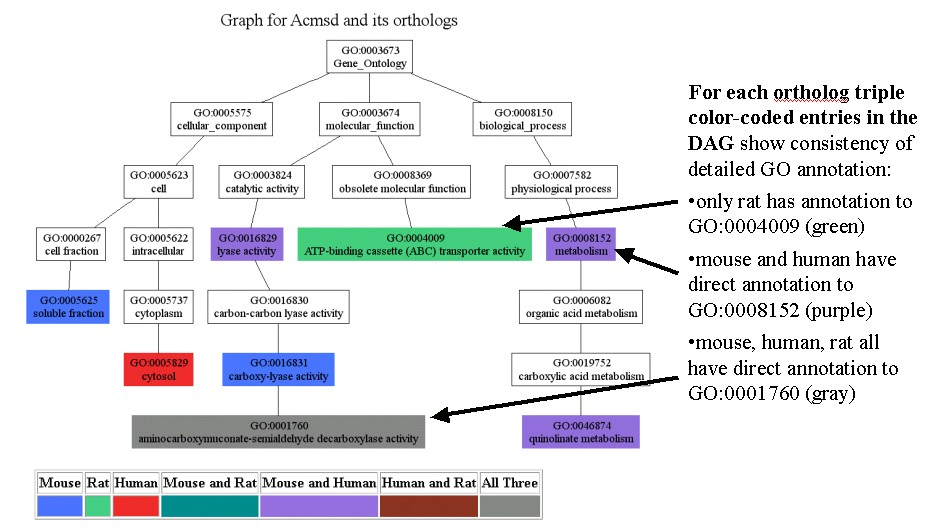 Graph for Acmsd and its orthologs
GO:0003673
Gene_Ontology
GO:0005575
cellular_component
GO:0003674
molecular_function
GO:0008150
biological_process
GO:0005623
cell
GO:0003824
catalytic activity
GO:0008369
obsolete molecular function
GO:0007582
physiological process
GO:0000267
cell fraction
GO:0005622
intracellular
GO:0016829
lyase activity
GO:0004009
ATP-binding cassette (ABC) transporter activity
GO:0008152
metabolism
GO:0005625
soluble fraction
GO:0005737
cytoplasm
GO:0016830
carbon-carbon lyase activity
GO:0006082
organic acid metabolism
GO:0005829
cytosol
GO:0016831
carboxy-lyase activity
GO:0019752
carboxylic acid metabolism
GO:0001760
aminocarboxymuconate-semialdehyde decarboxylase activity
GO:0046874
quinolinate metabolism
For each ortholog triple
color-coded entries in the
DAG show consistency of
detailed GO annotation:
•only rat has annotation to
GO:0004009 (green)
•mouse and human have
direct annotation to
GO:0008152 (purple)
•mouse, human, rat all
have direct annotation to
GO:0001760 (gray)
Mouse Rat Human Mouse and Rat Mouse and Human Human and Rat All Three